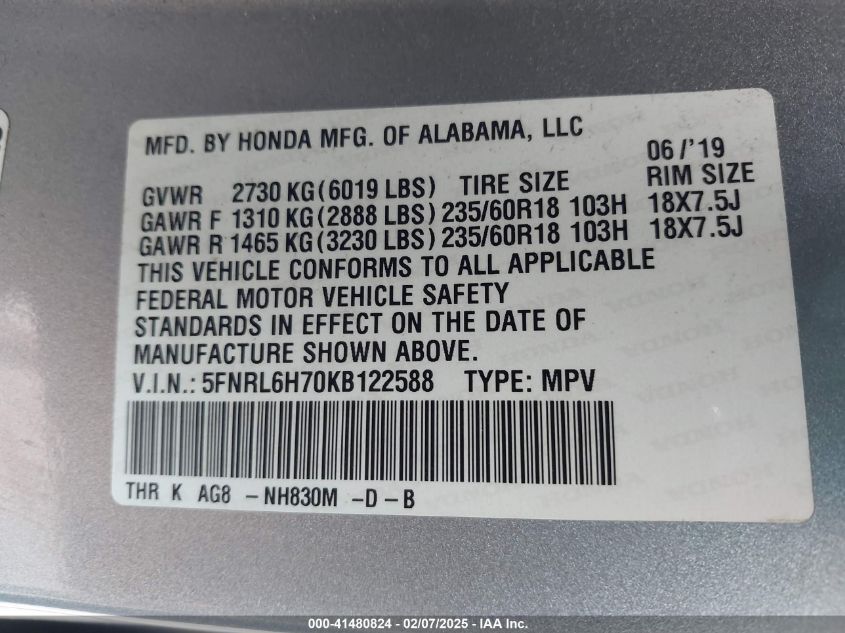 MFD. BY HONDA MFG. OF ALABAMA, LLC
06/'19
GVWR 2730 KG(6019 LBS) TIRE SIZE RIM SIZE
GAWR F 1310 KG(2888 LBS) 235/60R18 103H 18X7.5J
GAWR R 1465 KG(3230 LBS) 235/60R18 103H 18X7.5J
THIS VEHICLE CONFORMS TO ALL APPLICABLE
FEDERAL MOTOR VEHICLE SAFETY
STANDARDS IN EFFECT ON THE DATE OF
MANUFACTURE SHOWN ABOVE.
V.I.N.: 5FNRL6H70KB122588 TYPE: MPV
THR K AG8 -NH830M -D-B
000-41480824 - 02/07/2025 - IAA, Inc.